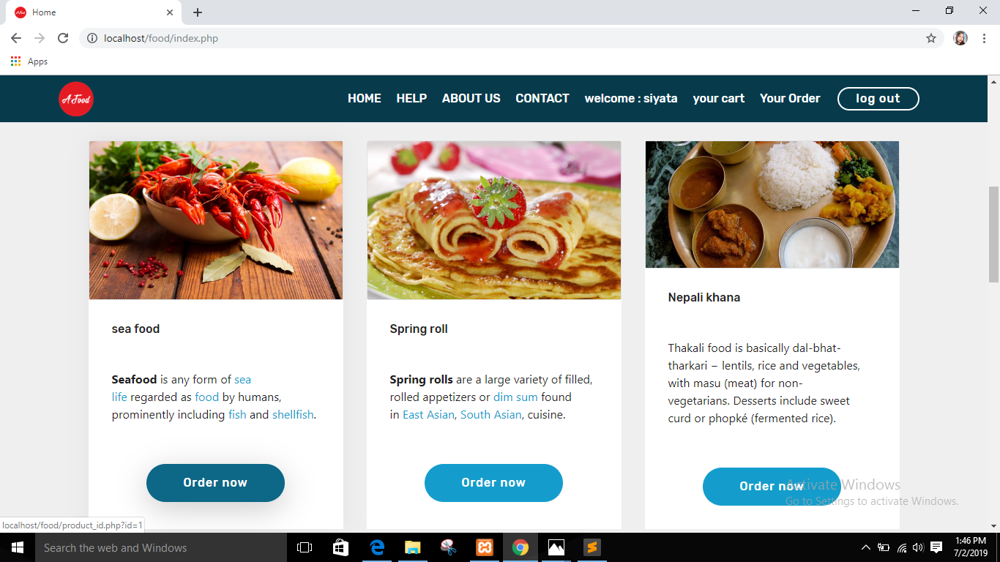 Home
localhost/food/index.php
Apps
A Food
HOME HELP ABOUT US CONTACT welcome : siyata your cart Your Order log out
sea food
Seafood is any form of sea
life regarded as food by humans,
prominently including fish and shellfish.
Order now
Spring roll
Spring rolls are a large variety of filled,
rolled appetizers or dim sum found
in East Asian, South Asian, cuisine.
Order now
Nepali khana
Thakali food is basically dal-bhat-
tharkari – lentils, rice and vegetables,
with masu (meat) for non-
vegetarians. Desserts include sweet
curd or phopké (fermented rice).
Order now
Activate Windows
Go to Settings to activate Windows.
localhost/food/product_id.php?id=1
Search the web and Windows
1:46 PM
7/2/2019